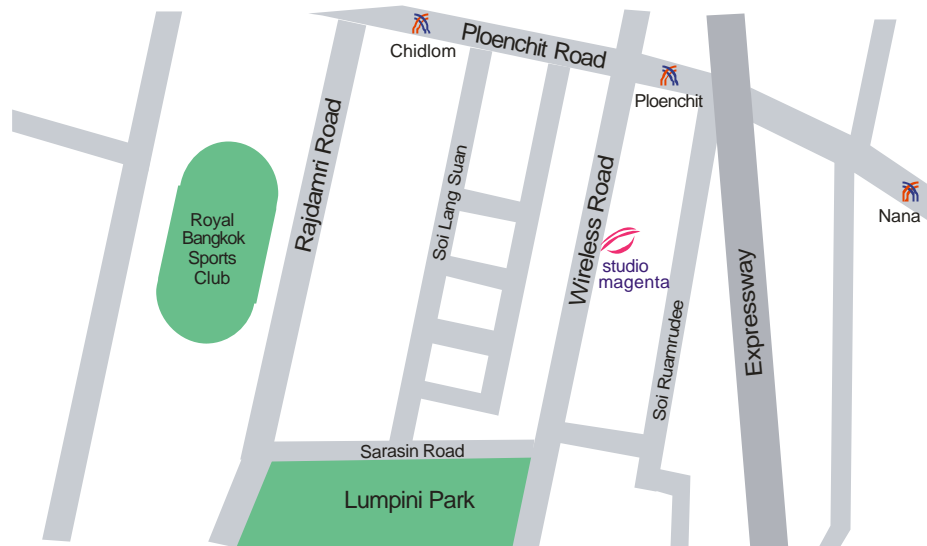 Chidlom
Ploenchit Road
Ploenchit
Nana
Rajdamri Road
Soi Lang Suan
Wireless Road
Royal
Bangkok
Sports
Club
studio
magenta
Soi Ruamrudee
Expressway
Sarasin Road
Lumpini Park